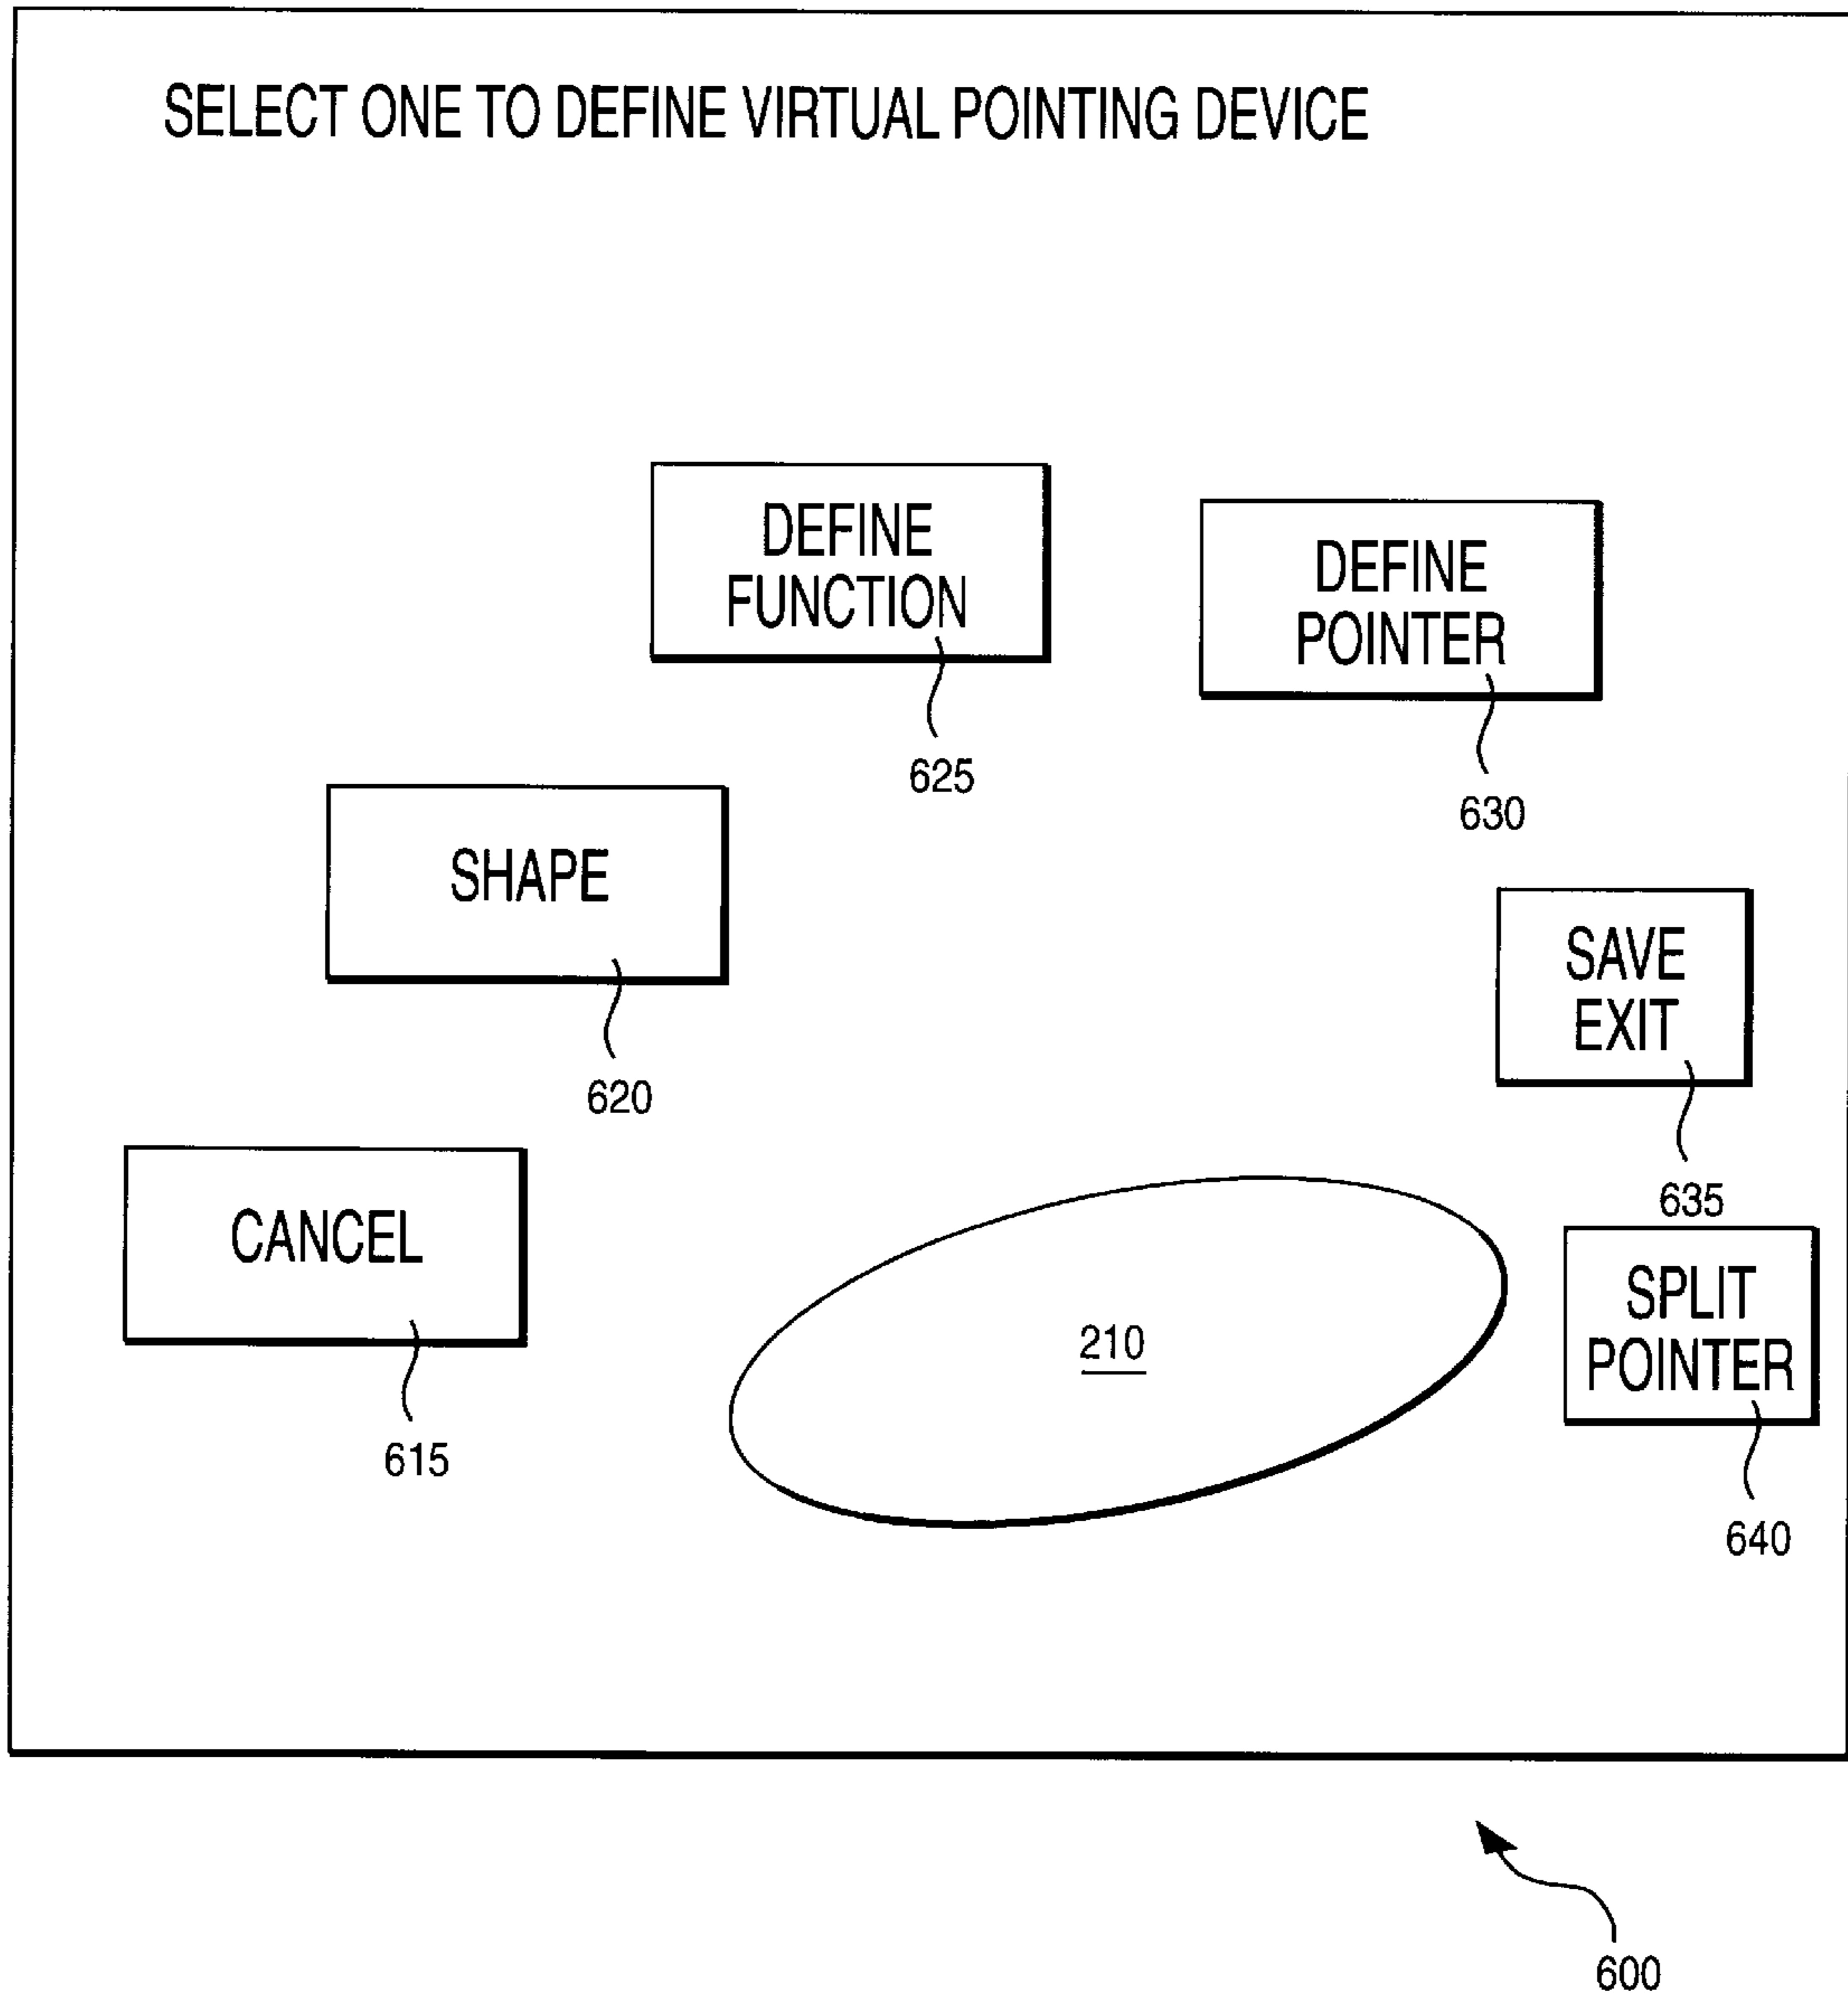 SELECT ONE TO DEFINE VIRTUAL POINTING DEVICE
DEFINE
FUNCTION
625
DEFINE
POINTER
630
SHAPE
620
SAVE
EXIT
635
CANCEL
615
210
SPLIT
POINTER
640
600